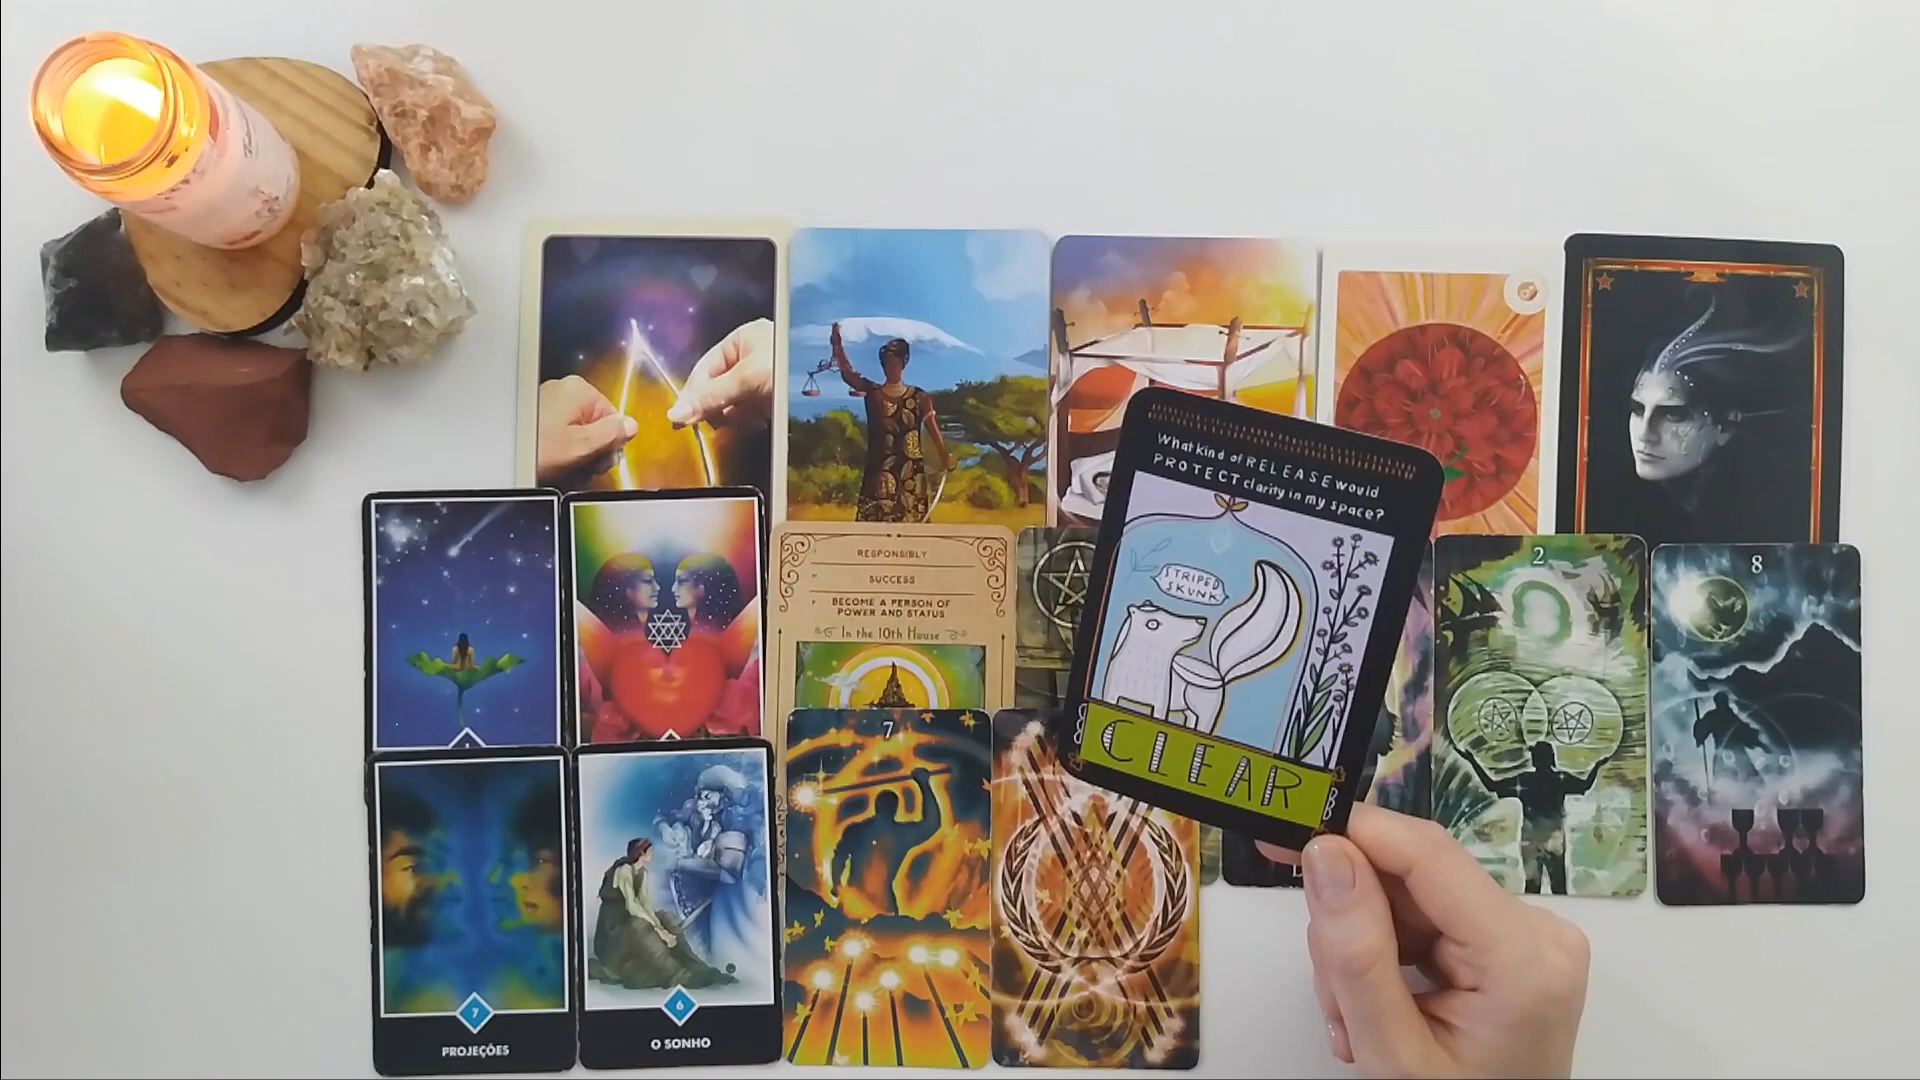 What kind of RELEASE would
PROTECT clarity in my space?
STRIPED
SKUNK
CLEAR
RESPONSIBLY
SUCCESS
BECOME A PERSON OF
POWER AND STATUS
In the 10th House
2
8
7
7
PROJEÇÕES
6
O SONHO